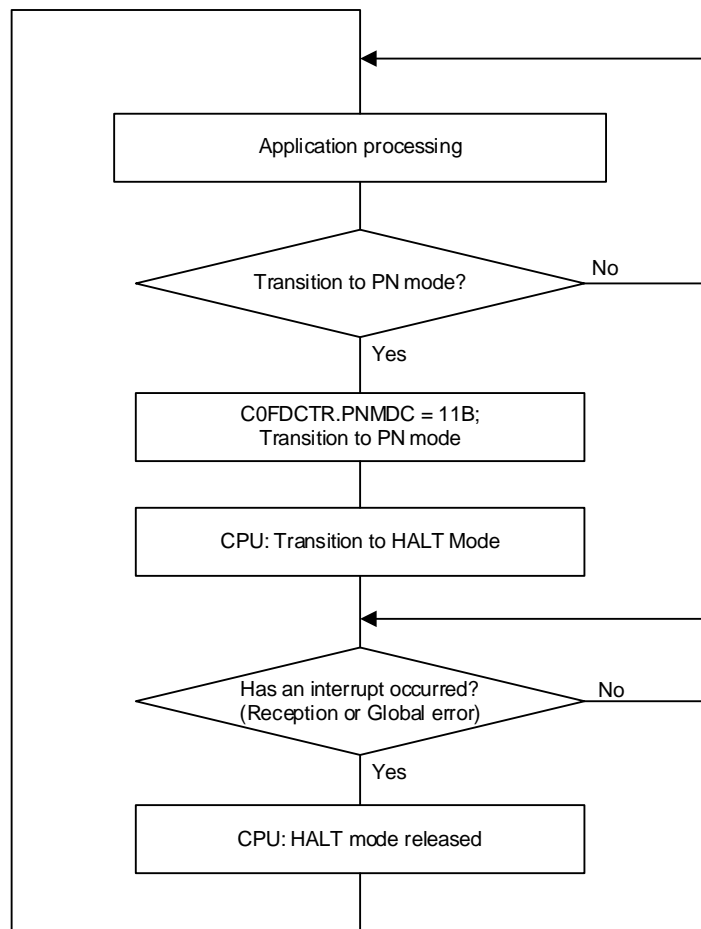 Application processing
Transition to PN mode?
No
Yes
C0FDCTR.PNMDC = 11B;
Transition to PN mode
CPU: Transition to HALT Mode
Has an interrupt occurred?
(Reception or Global error)
No
Yes
CPU: HALT mode released